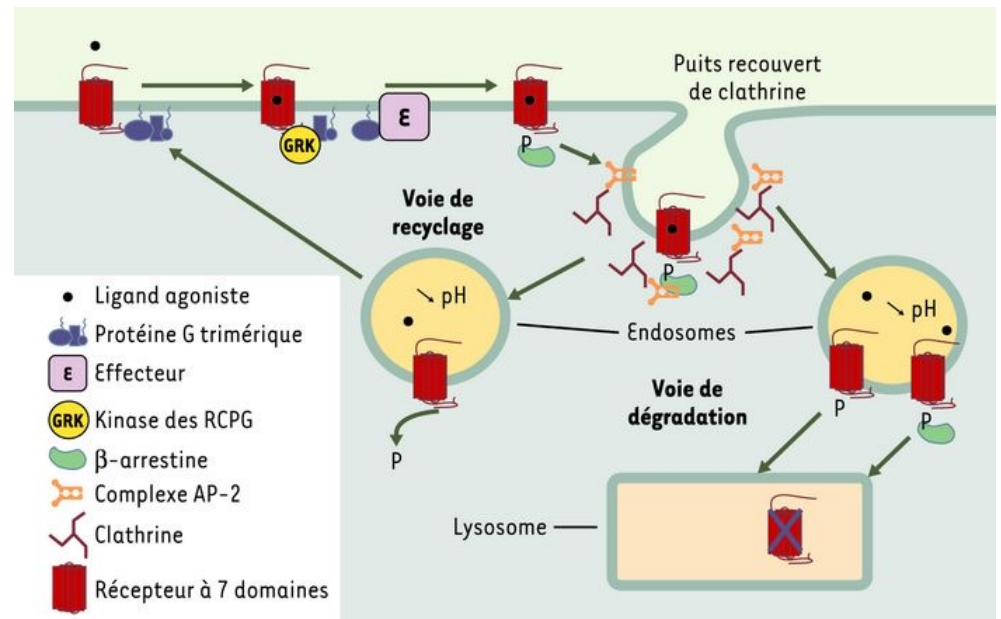 Puits recouvert
de clathrine
ε
GRK
P
Voie de
recyclage
P
↘ pH
↘ pH
Endosomes
Voie de
dégradation
P
P
P
Lysosome
Ligand agoniste
Protéine G trimérique
ε Effecteur
GRK Kinase des RCPG
β-arrestine
Complexe AP-2
Clathrine
Récepteur à 7 domaines